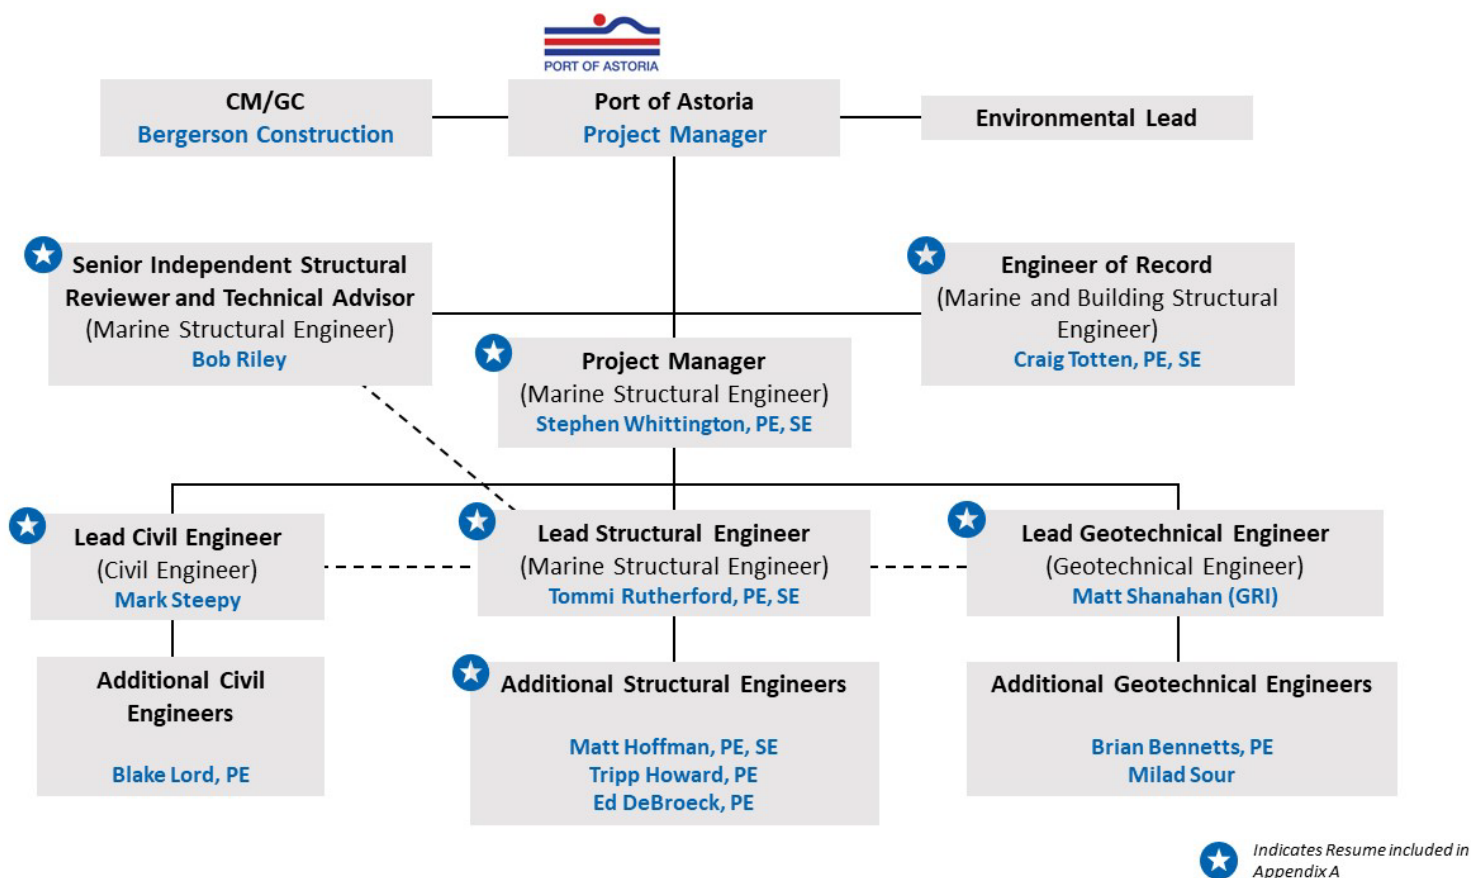 PORT OF ASTORIA
CM/GC
Bergerson Construction
Port of Astoria
Project Manager
Environmental Lead
Senior Independent Structural
Reviewer and Technical Advisor
(Marine Structural Engineer)
Bob Riley
Engineer of Record
(Marine and Building Structural
Engineer)
Craig Totten, PE, SE
Project Manager
(Marine Structural Engineer)
Stephen Whittington, PE, SE
Lead Civil Engineer
(Civil Engineer)
Mark Steepy
Lead Structural Engineer
(Marine Structural Engineer)
Tommi Rutherford, PE, SE
Lead Geotechnical Engineer
(Geotechnical Engineer)
Matt Shanahan (GRI)
Additional Civil
Engineers
Blake Lord, PE
Additional Structural Engineers
Matt Hoffman, PE, SE
Tripp Howard, PE
Ed DeBroeck, PE
Additional Geotechnical Engineers
Brian Bennetts, PE
Milad Sour
Indicates Resume included in
Appendix A